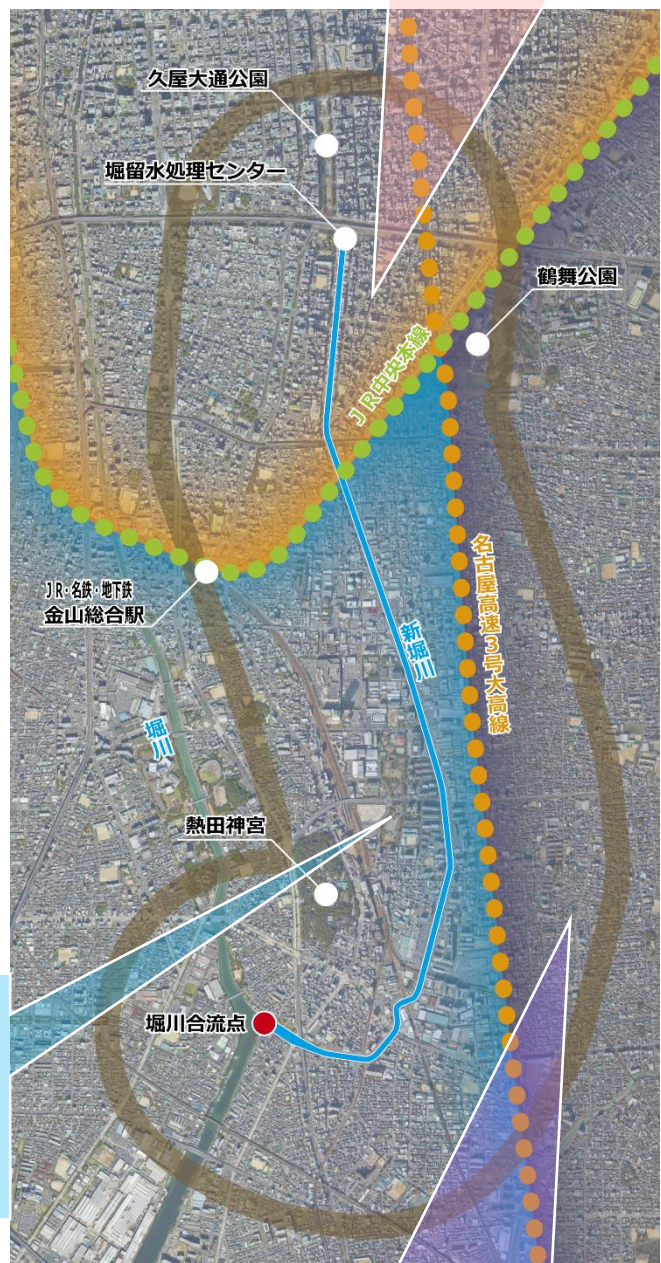 久屋大通公園
堀留水処理センター
鶴舞公園
JR中央本線
JR・名鉄・地下鉄
金山総合駅
名古屋高速3号大高線
新堀川
堀川
熱田神宮
堀川合流点